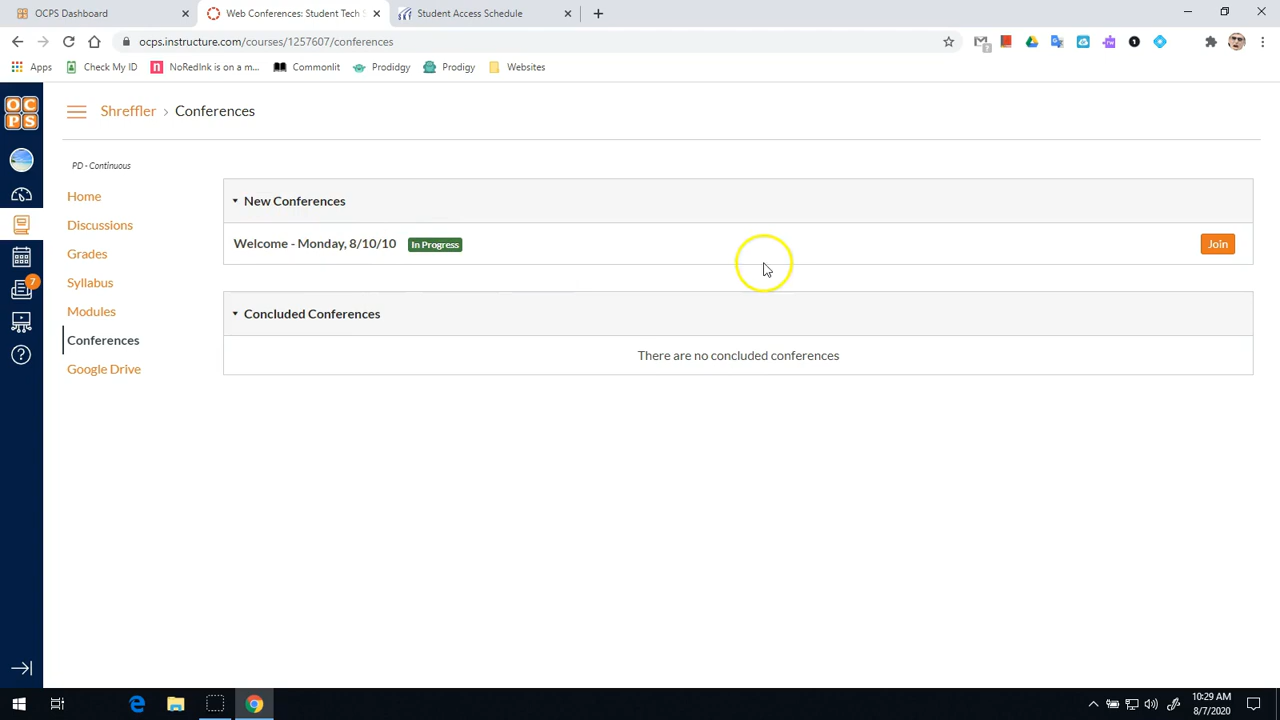 OCPS Dashboard
Web Conferences: Student Tech S
Student Access Schedule
ocps.instructure.com/courses/1257607/conferences
Apps
Check My ID
NoRedInk is on a m...
Commonlit
Prodidgy
Prodigy
Websites
OC
PS
Shreffler > Conferences
PD - Continuous
Home
Discussions
Grades
Syllabus
Modules
Conferences
Google Drive
7
New Conferences
Welcome - Monday, 8/10/10 In Progress
Join
Concluded Conferences
There are no concluded conferences
10:29 AM
8/7/2020